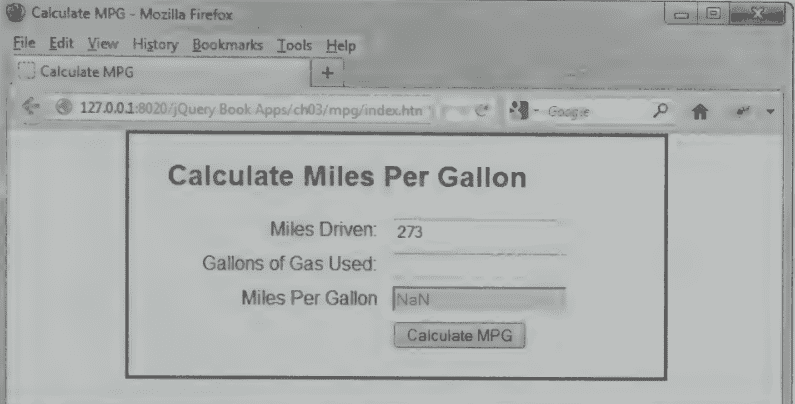 Calculate MPG - Mozilla Firefox
File Edit View History Bookmarks Tools Help
Calculate MPG +
127.0.0.1:8020/jQuery Book Apps/ch03/mpg/index.htn Google
Calculate Miles Per Gallon
Miles Driven: 273
Gallons of Gas Used:
Miles Per Gallon NaN
Calculate MPG